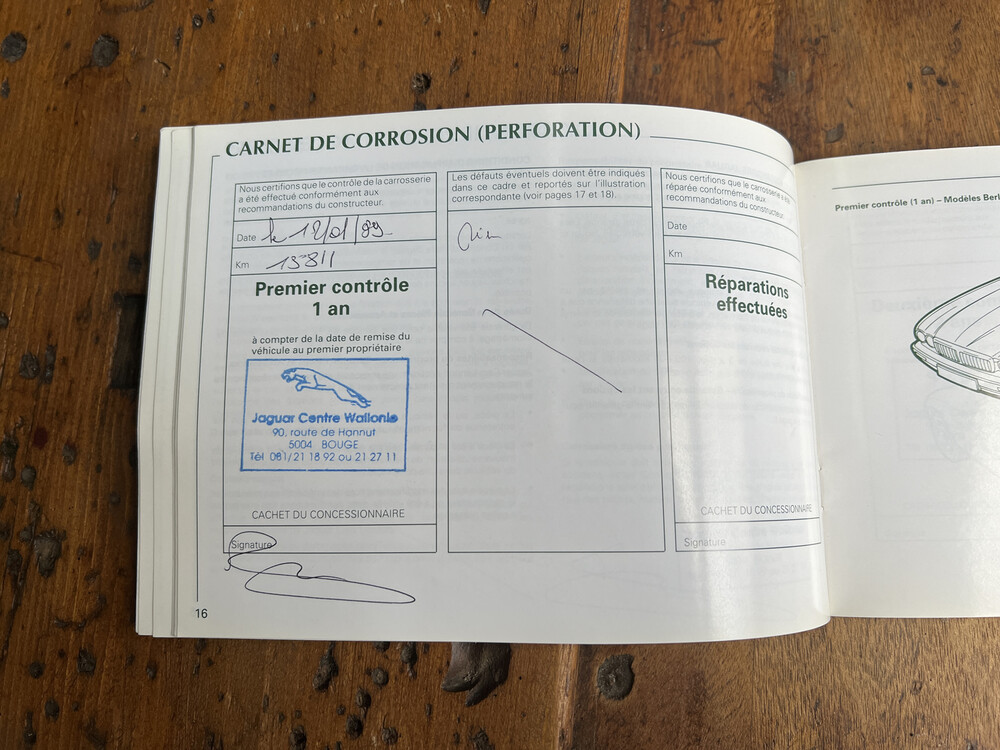 CARNET DE CORROSION (PERFORATION)
Nous certifions que le contrôle de la carrosserie
a été effectué conformément aux
recommandations du constructeur.
Date le 12/01/99
Km 13811
Premier contrôle
1 an
à compter de la date de remise du
véhicule au premier propriétaire
Jaguar Centre Wallonie
90, route de Hannut
5004 BOUGE
Tél 081/21 18 92 ou 21 27 11
CACHET DU CONCESSIONNAIRE
Signature
16
Les défauts éventuels doivent être indiqués
dans ce cadre et reportés sur l'illustration
correspondante (voir pages 17 et 18).
Nous certifions que la carrosserie a été
réparée conformément aux
recommandations du constructeur.
Date
Km
Réparations
effectuées
CACHET DU CONCESSIONNAIRE
Signature
Premier contrôle (1 an) – Modèles Berl